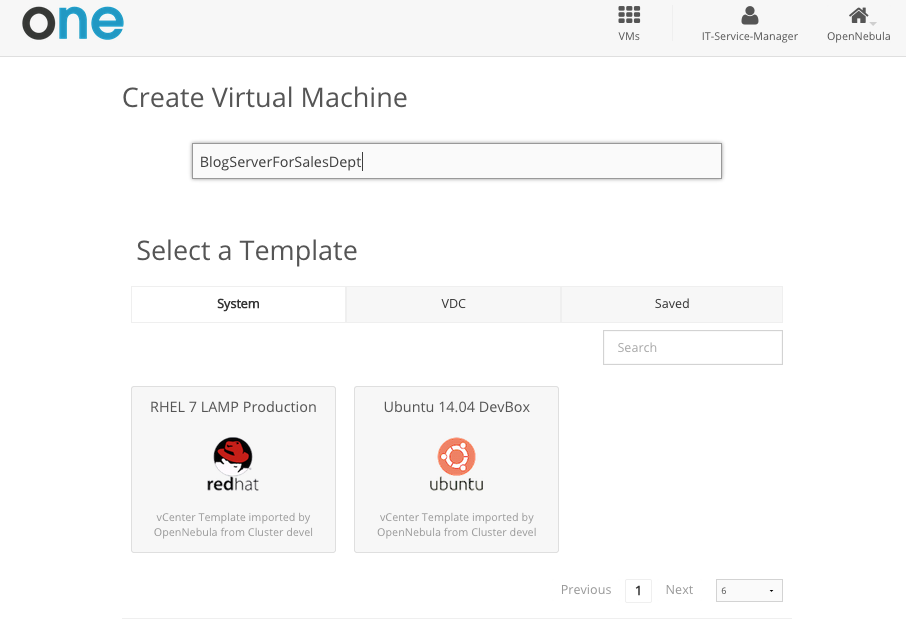 one
VMs
IT-Service-Manager
OpenNebula
Create Virtual Machine
BlogServerForSalesDept
Select a Template
System
VDC
Saved
Search
RHEL 7 LAMP Production
redhat
vCenter Template imported by
OpenNebula from Cluster devel
Ubuntu 14.04 DevBox
ubuntu
vCenter Template imported by
OpenNebula from Cluster devel
Previous
1
Next
6